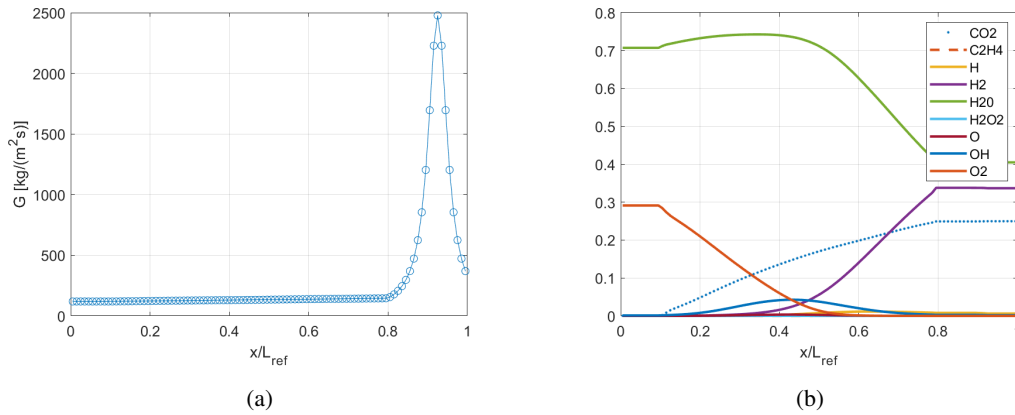 2500
2000
1500
1000
500
0
G [kg/(m²s)]
0 0.2 0.4 0.6 0.8 1
x/L_ref
(a)
0.8
0.7
0.6
0.5
0.4
0.3
0.2
0.1
0
CO2
C2H4
H
H2
H20
H2O2
O
OH
O2
0 0.2 0.4 0.6 0.8
x/L_ref
(b)